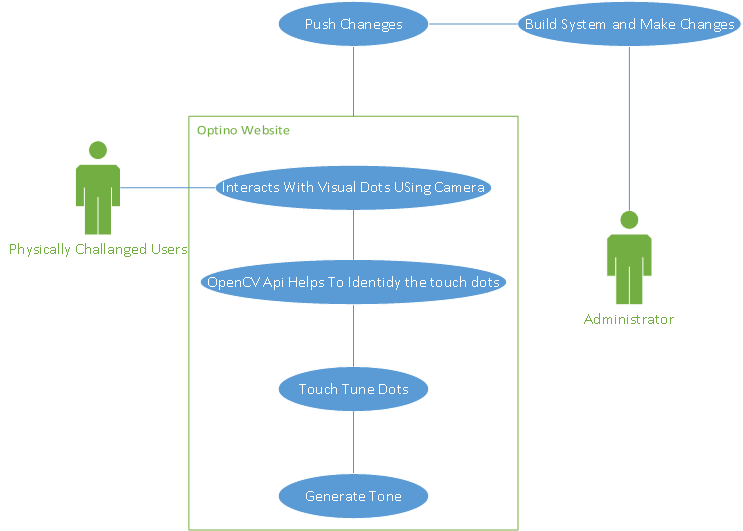 Push Chaneges
Build System and Make Changes
Optino Website
Interacts With Visual Dots USing Camera
Physically Challanged Users
OpenCV Api Helps To Identidy the touch dots
Administrator
Touch Tune Dots
Generate Tone